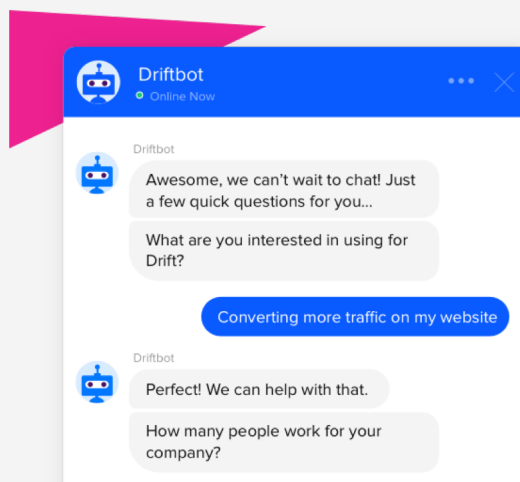 Driftbot
Online Now
Driftbot
Awesome, we can't wait to chat! Just
a few quick questions for you...
What are you interested in using for
Drift?
Converting more traffic on my website
Driftbot
Perfect! We can help with that.
How many people work for your
company?